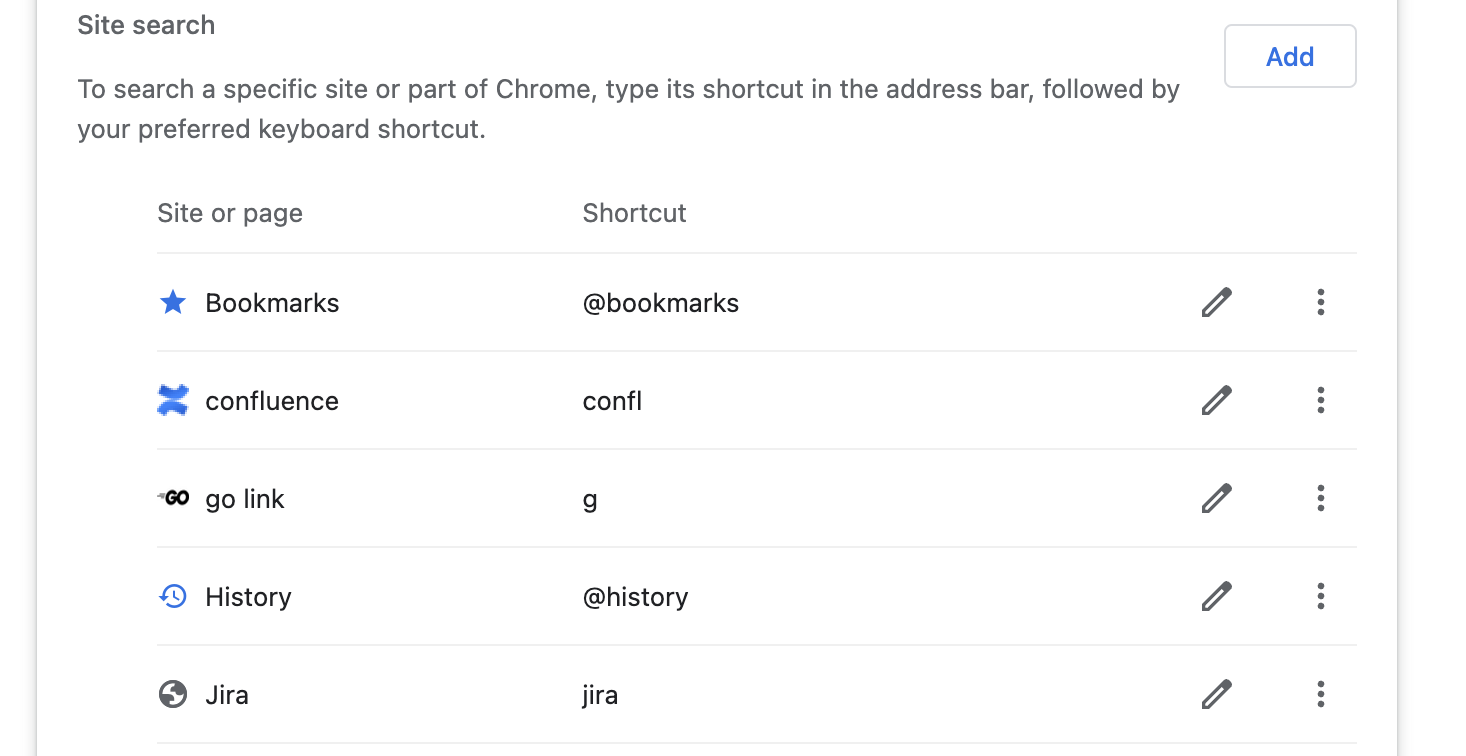 Site search
Add
To search a specific site or part of Chrome, type its shortcut in the address bar, followed by
your preferred keyboard shortcut.
Site or page Shortcut
Bookmarks @bookmarks
confluence confl
GO go link g
History @history
Jira jira